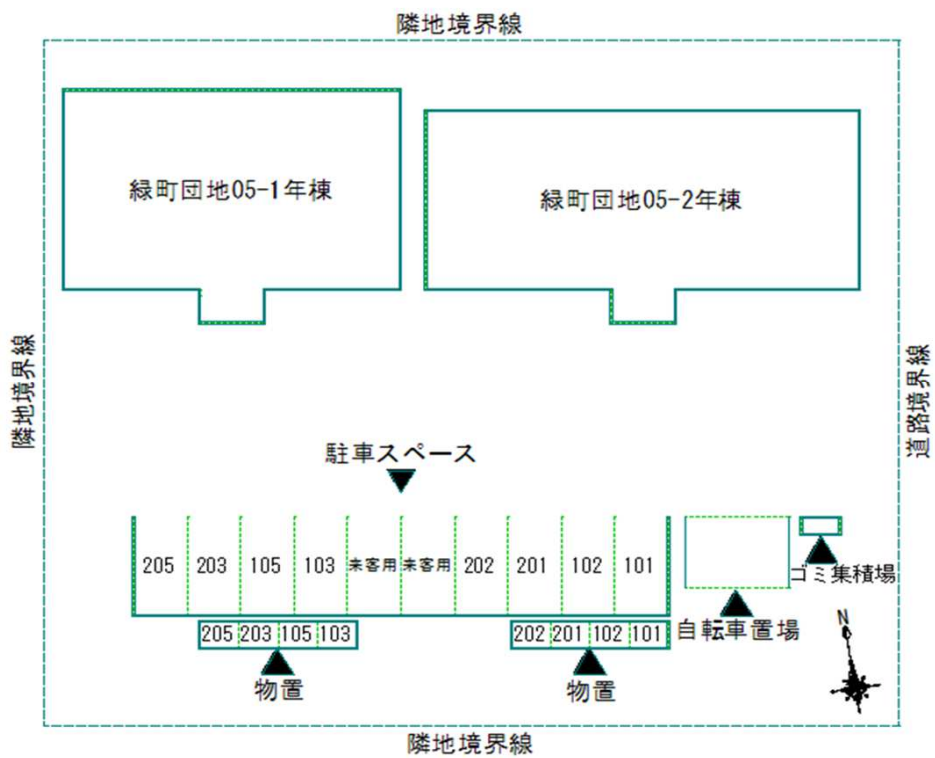 隣地境界線
緑町団地05-1年棟
緑町団地05-2年棟
隣地境界線
道路境界線
駐車スペース
205 203 105 103 来客用 来客用 202 201 102 101
ゴミ集積場
205 203 105 103
202 201 102 101
自転車置場
N
物置
物置
隣地境界線